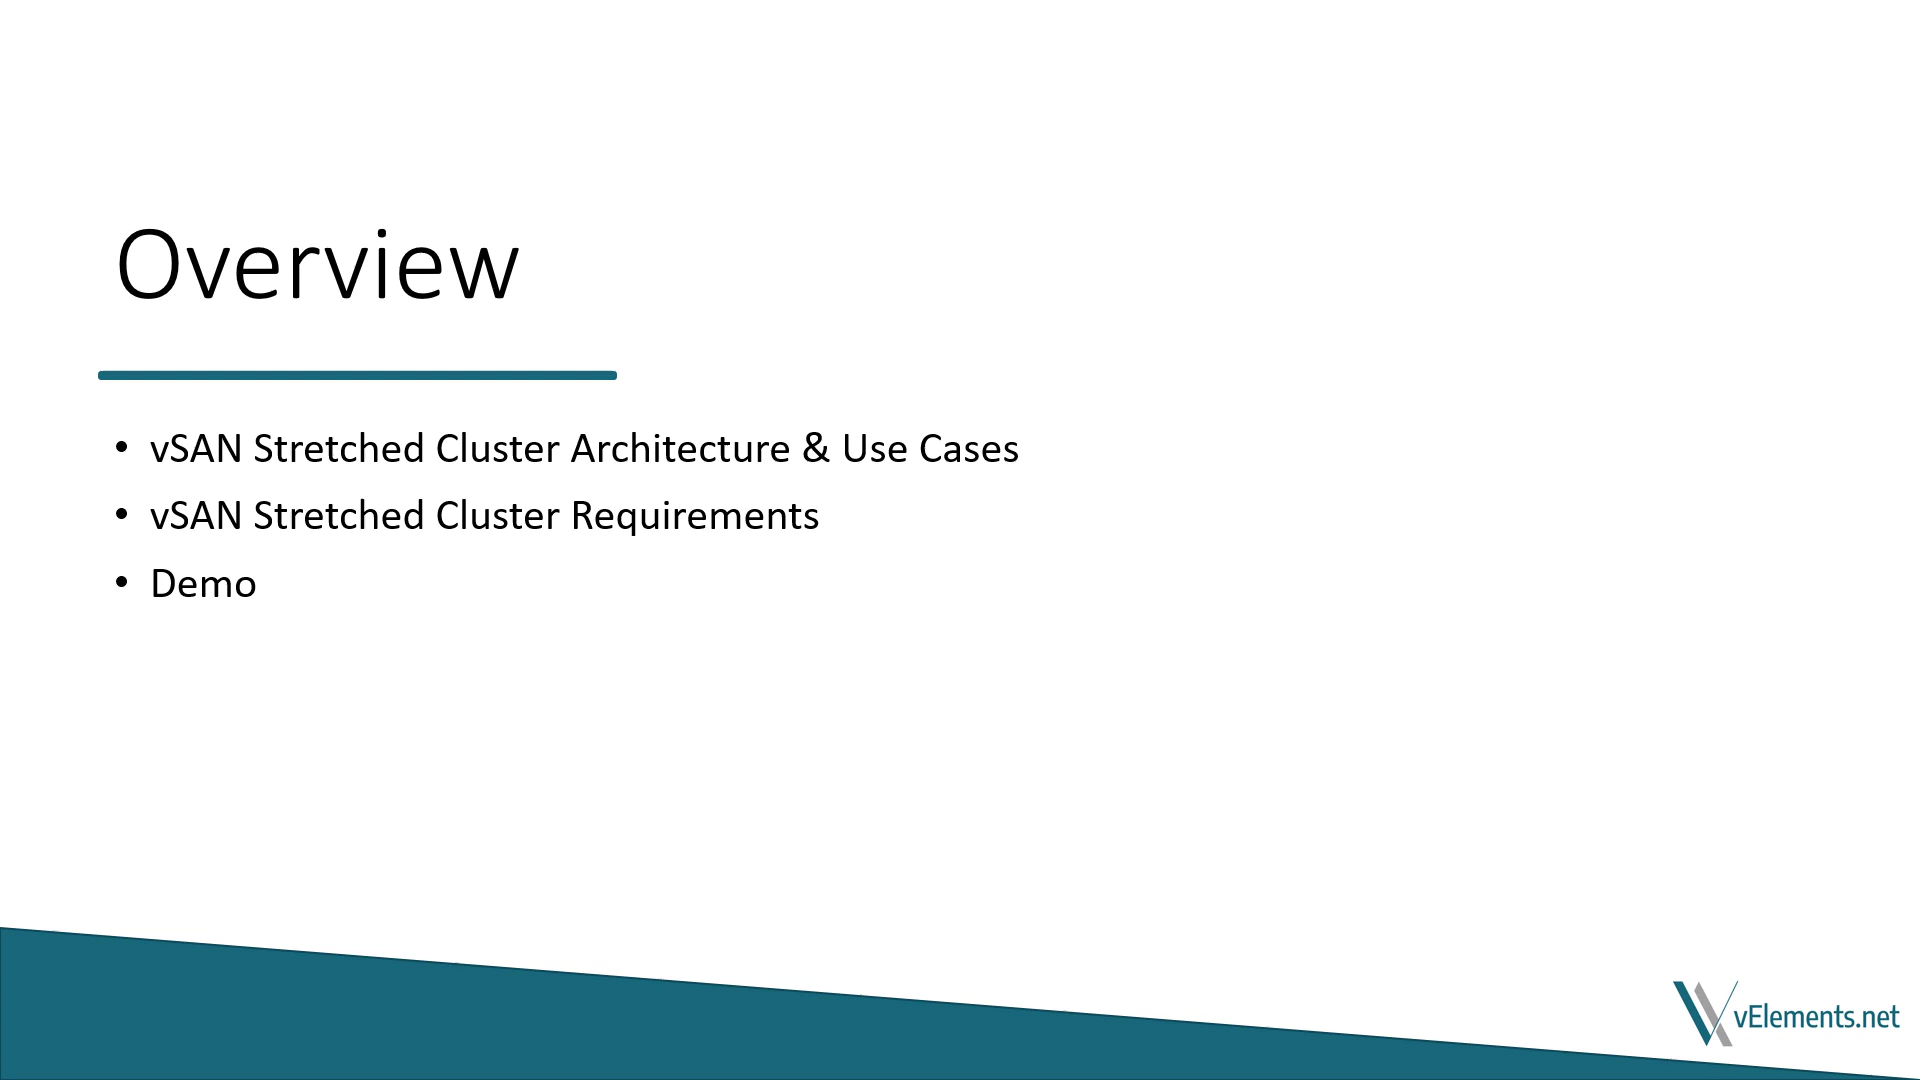 Overview
• vSAN Stretched Cluster Architecture & Use Cases
• vSAN Stretched Cluster Requirements
• Demo
vElements.net